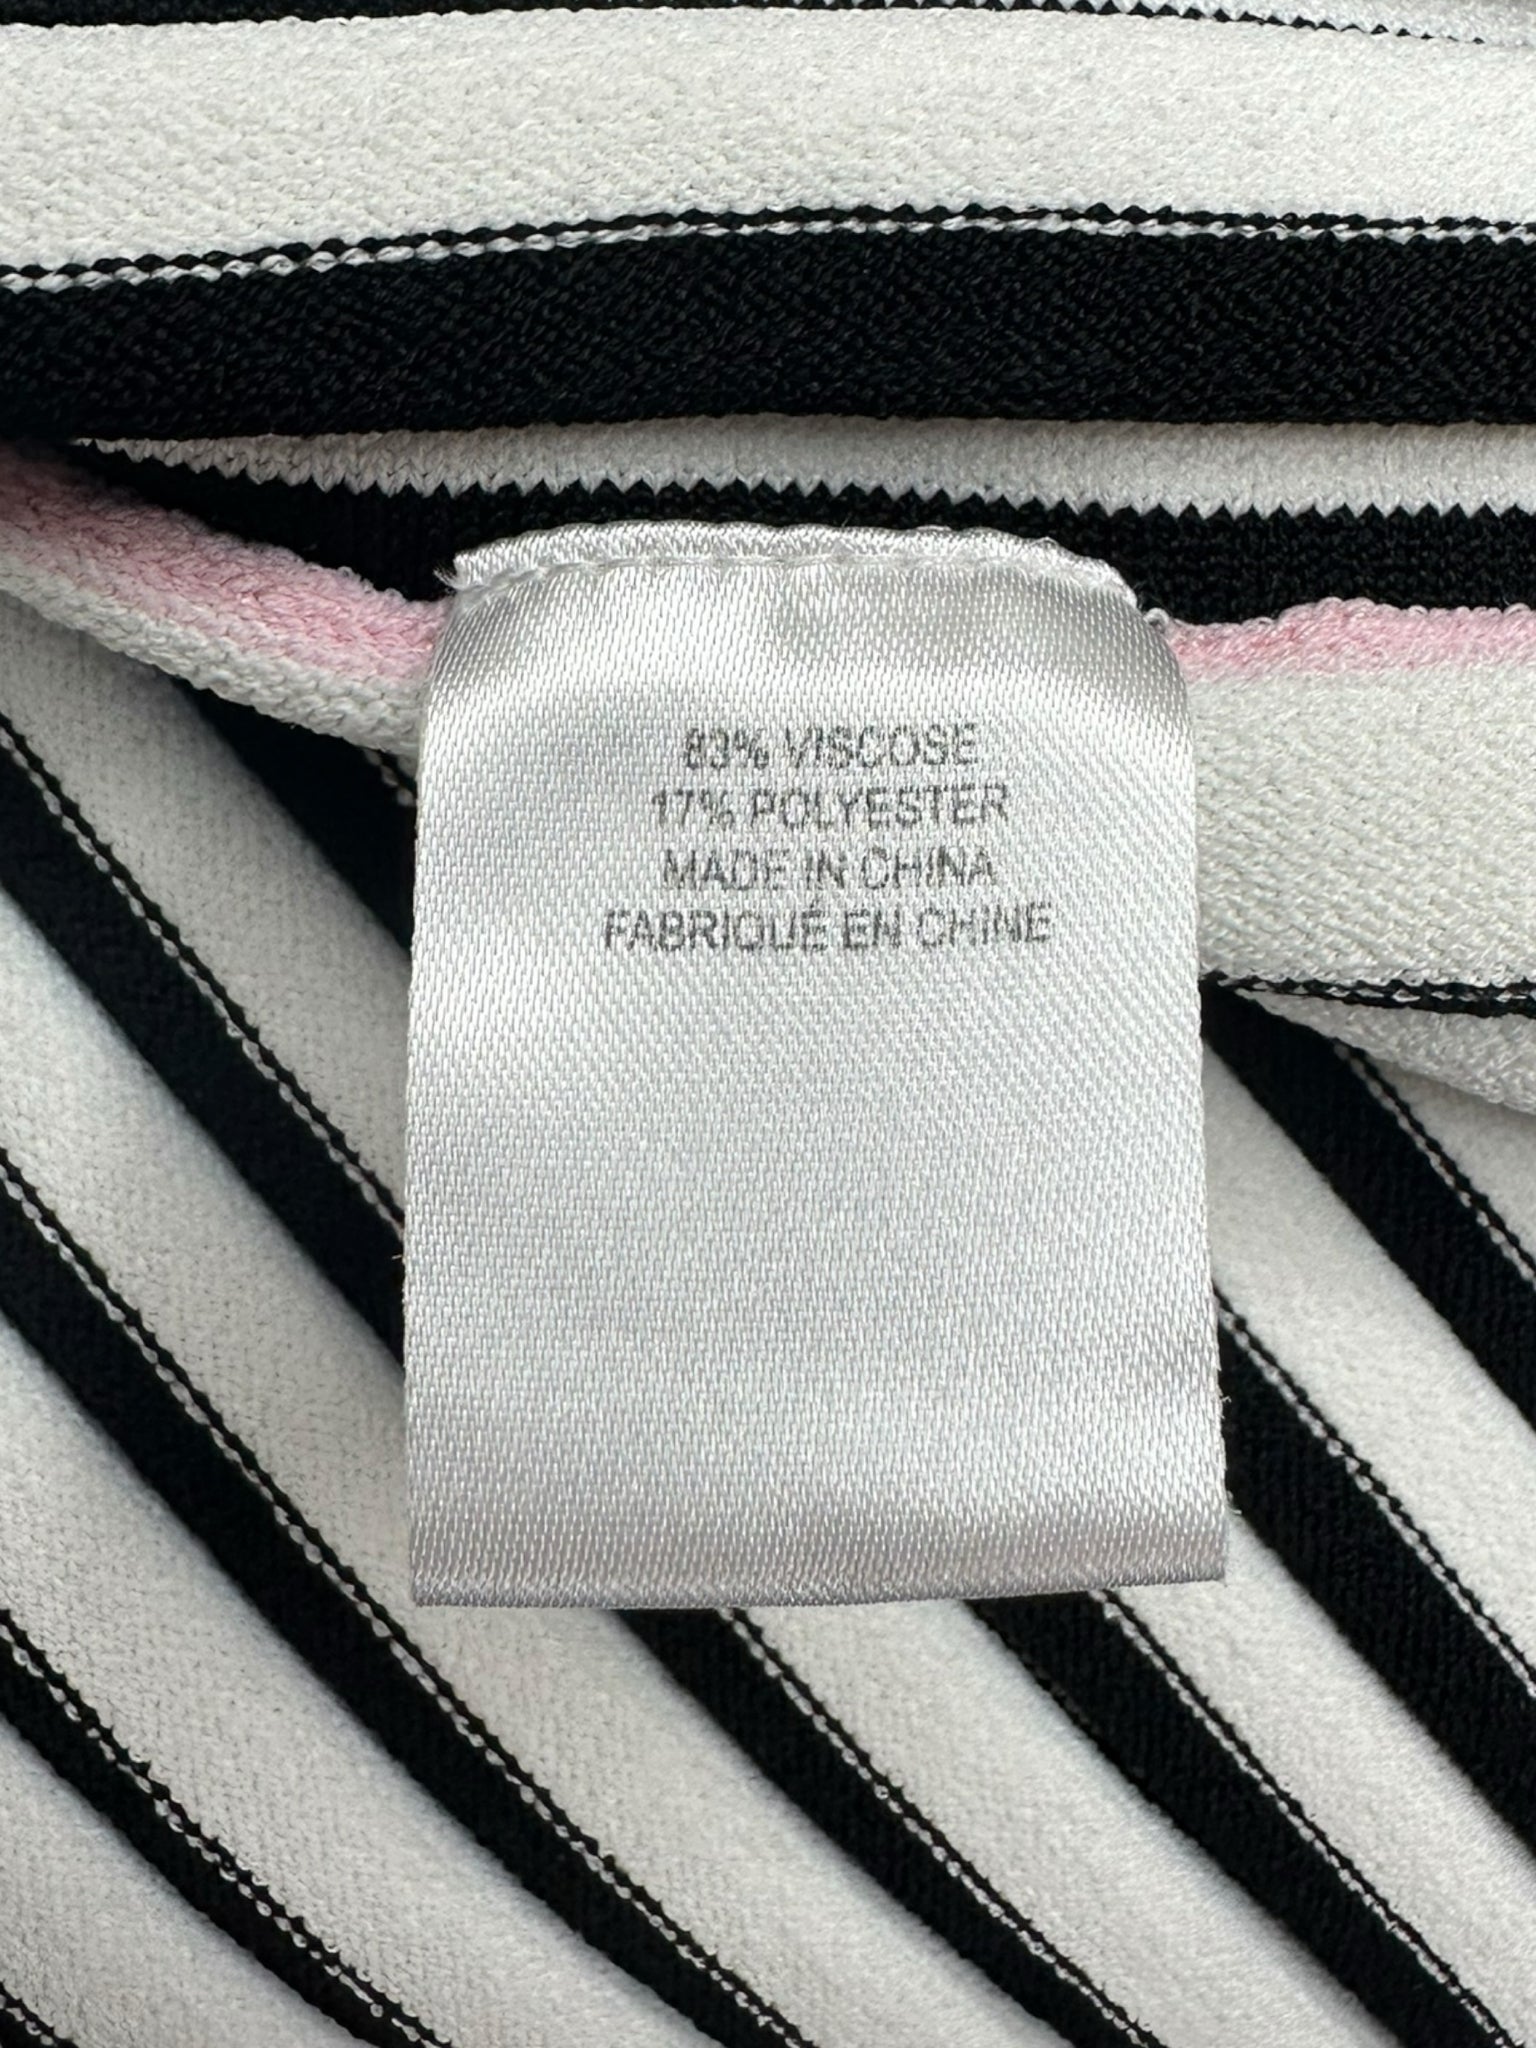 83% VISCOSE
17% POLYESTER
MADE IN CHINA
FABRIQUÉ EN CHINE